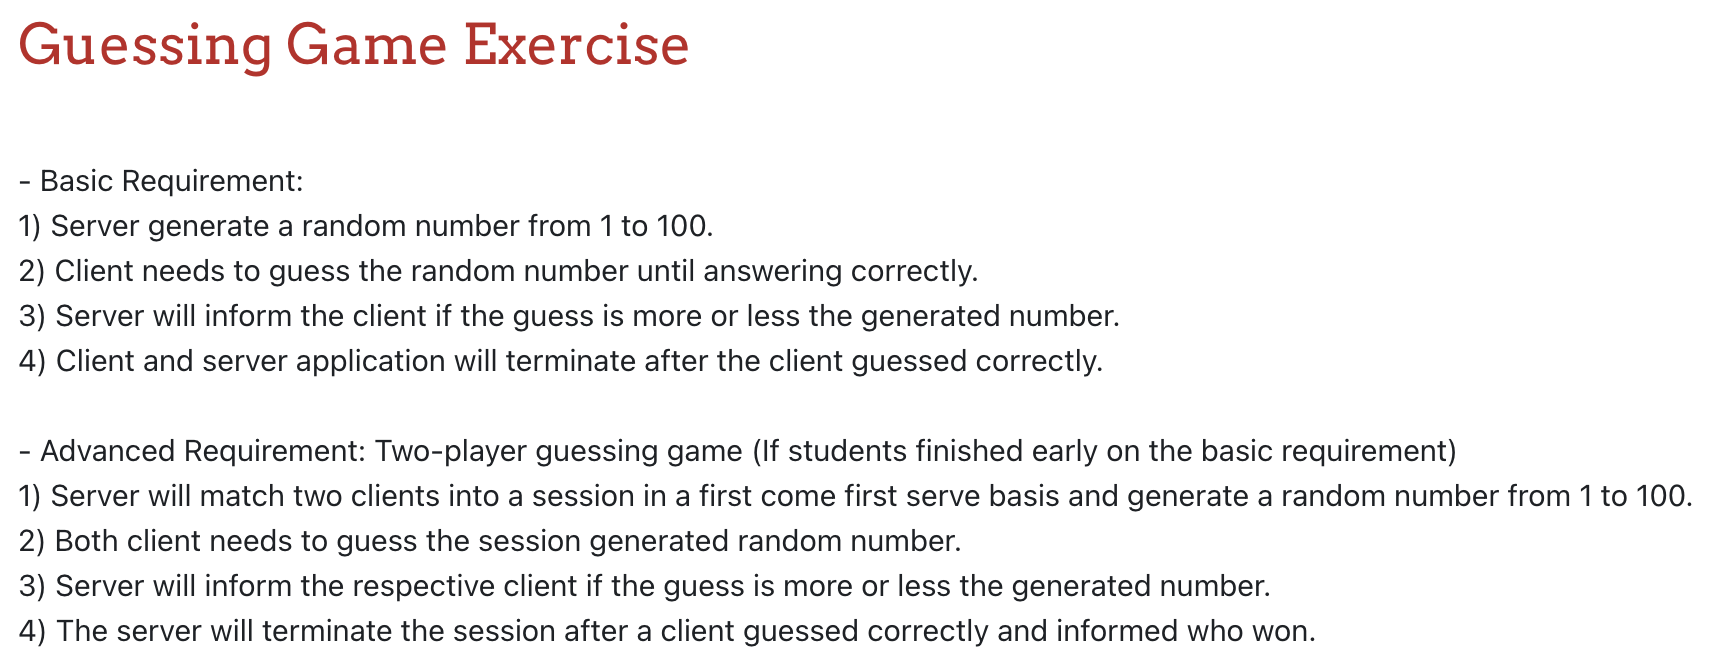 Guessing Game Exercise
- Basic Requirement:
1) Server generate a random number from 1 to 100.
2) Client needs to guess the random number until answering correctly.
3) Server will inform the client if the guess is more or less the generated number.
4) Client and server application will terminate after the client guessed correctly.
- Advanced Requirement: Two-player guessing game (If students finished early on the basic requirement)
1) Server will match two clients into a session in a first come first serve basis and generate a random number from 1 to 100.
2) Both client needs to guess the session generated random number.
3) Server will inform the respective client if the guess is more or less the generated number.
4) The server will terminate the session after a client guessed correctly and informed who won.